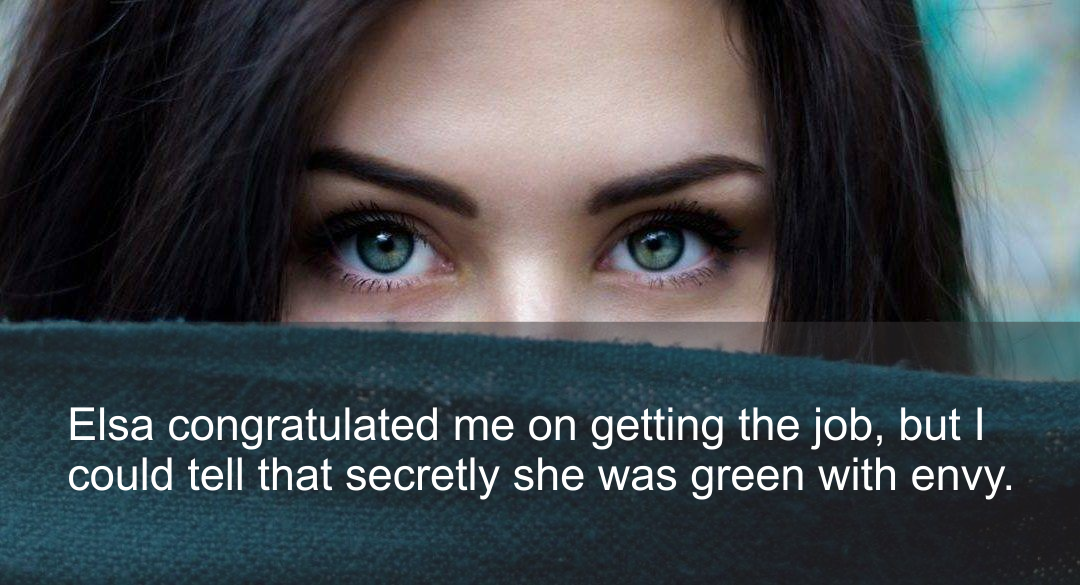 Elsa congratulated me on getting the job, but I
could tell that secretly she was green with envy.